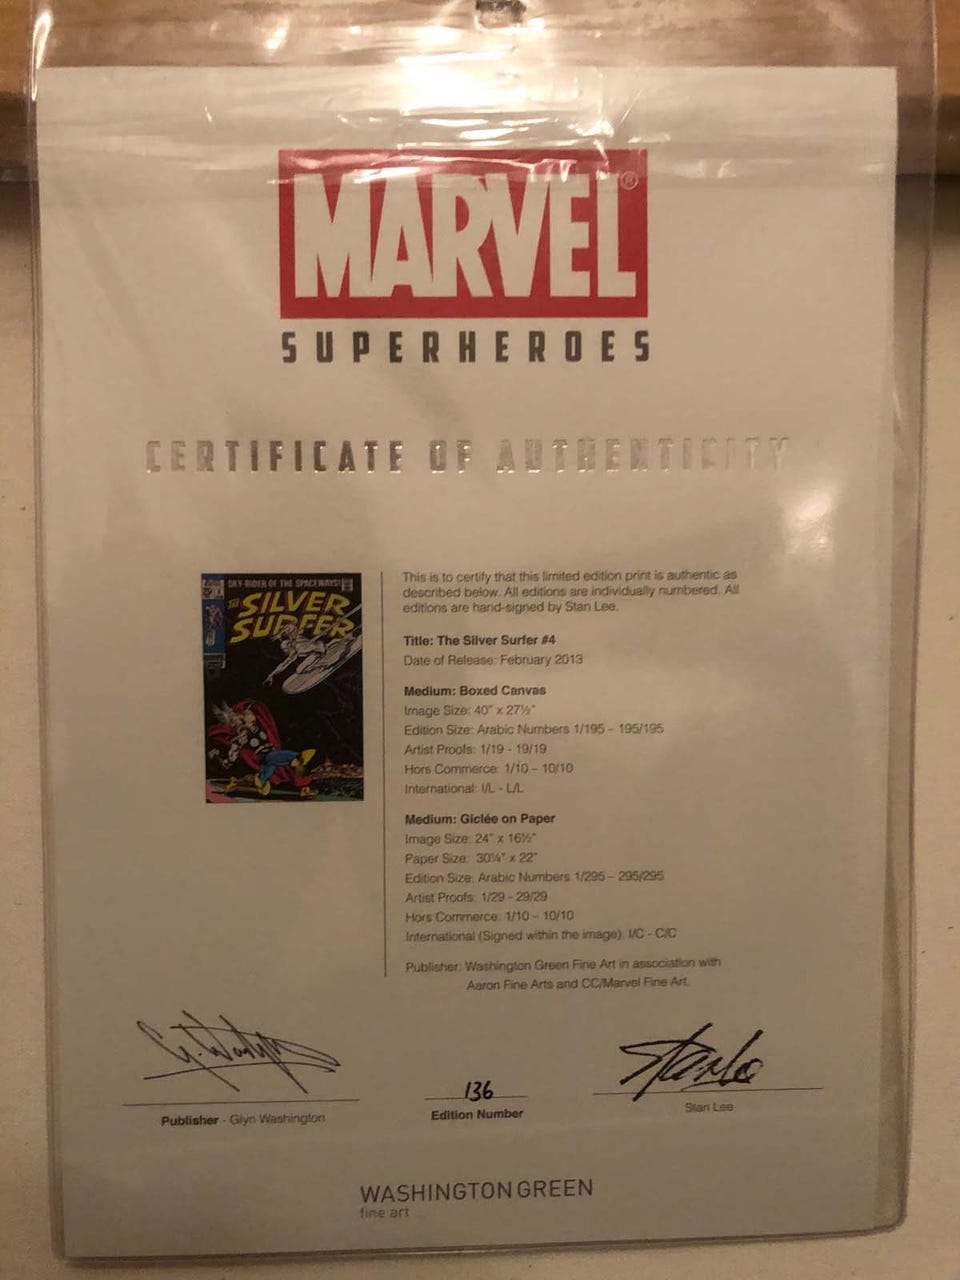 MARVEL®
SUPERHEROES
CERTIFICATE OF AUTHENTICITY
SKY-RIDER OF THE SPACEWAYS!
THE
SILVER
SURFER
This is to certify that this limited edition print is authentic as
described below. All editions are individually numbered. All
editions are hand-signed by Stan Lee.
Title: The Silver Surfer #4
Date of Release: February 2013
Medium: Boxed Canvas
Image Size: 40" x 27½"
Edition Size: Arabic Numbers 1/195 – 195/195
Artist Proofs: 1/19 - 19/19
Hors Commerce: 1/10 – 10/10
International: I/L - L/L
Medium: Giclée on Paper
Image Size: 24" x 16½"
Paper Size: 30¼" x 22"
Edition Size: Arabic Numbers 1/295 – 295/295
Artist Proofs: 1/29 - 29/29
Hors Commerce: 1/10 – 10/10
International (Signed within the image): I/C - C/C
Publisher: Washington Green Fine Art in association with
Aaron Fine Arts and CC/Marvel Fine Art.
G. Washington
Stan Lee
136
Publisher - Glyn Washington
Edition Number
Stan Lee
WASHINGTON GREEN
fine art